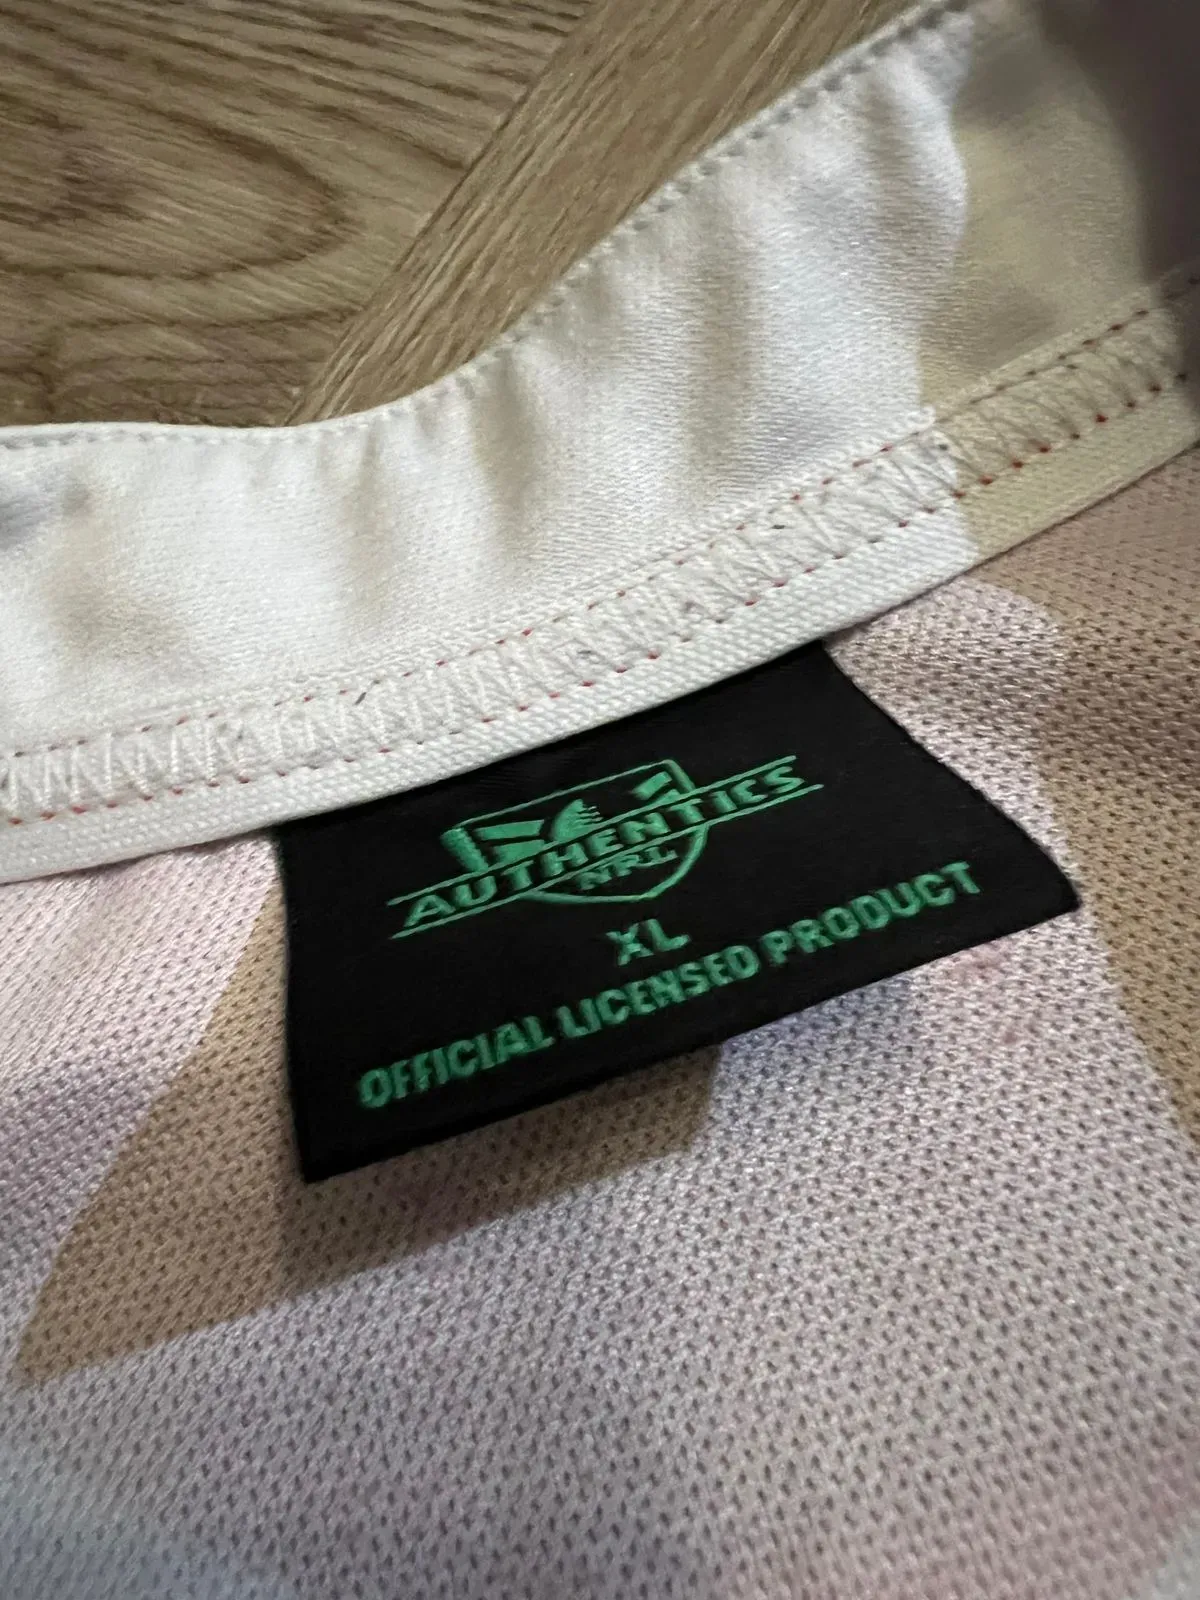 AUTHENTICS
NRL
XL
OFFICIAL LICENSED PRODUCT